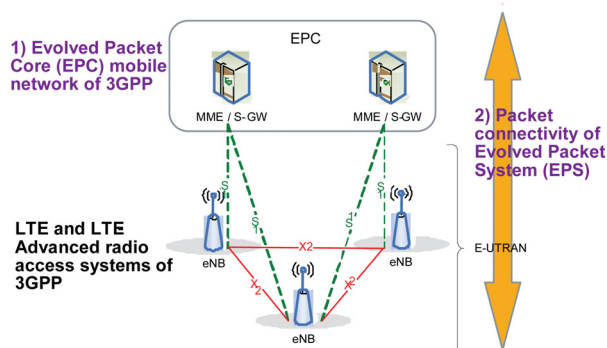 EPC
1) Evolved Packet
Core (EPC) mobile
network of 3GPP
MME / S-GW
MME / S-GW
2) Packet
connectivity of
Evolved Packet
System (EPS)
S1
S1
S1
S1
LTE and LTE
Advanced radio
access systems of
3GPP
eNB
X2
eNB
E-UTRAN
X2
X2
eNB